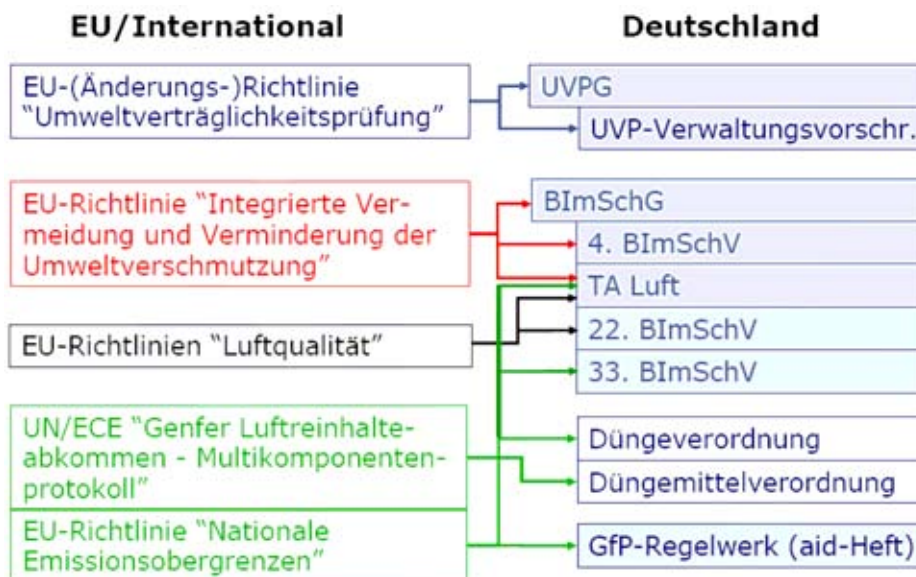 EU/International
EU-(Änderungs-)Richtlinie
"Umweltverträglichkeitsprüfung"
EU-Richtlinie "Integrierte Ver-
meidung und Verminderung der
Umweltverschmutzung"
EU-Richtlinien "Luftqualität"
UN/ECE "Genfer Luftreinhalte-
abkommen - Multikomponenten-
protokoll"
EU-Richtlinie "Nationale
Emissionsobergrenzen"
Deutschland
UVPG
UVP-Verwaltungsvorschr.
BImSchG
4. BImSchV
TA Luft
22. BImSchV
33. BImSchV
Düngeverordnung
Düngemittelverordnung
GfP-Regelwerk (aid-Heft)